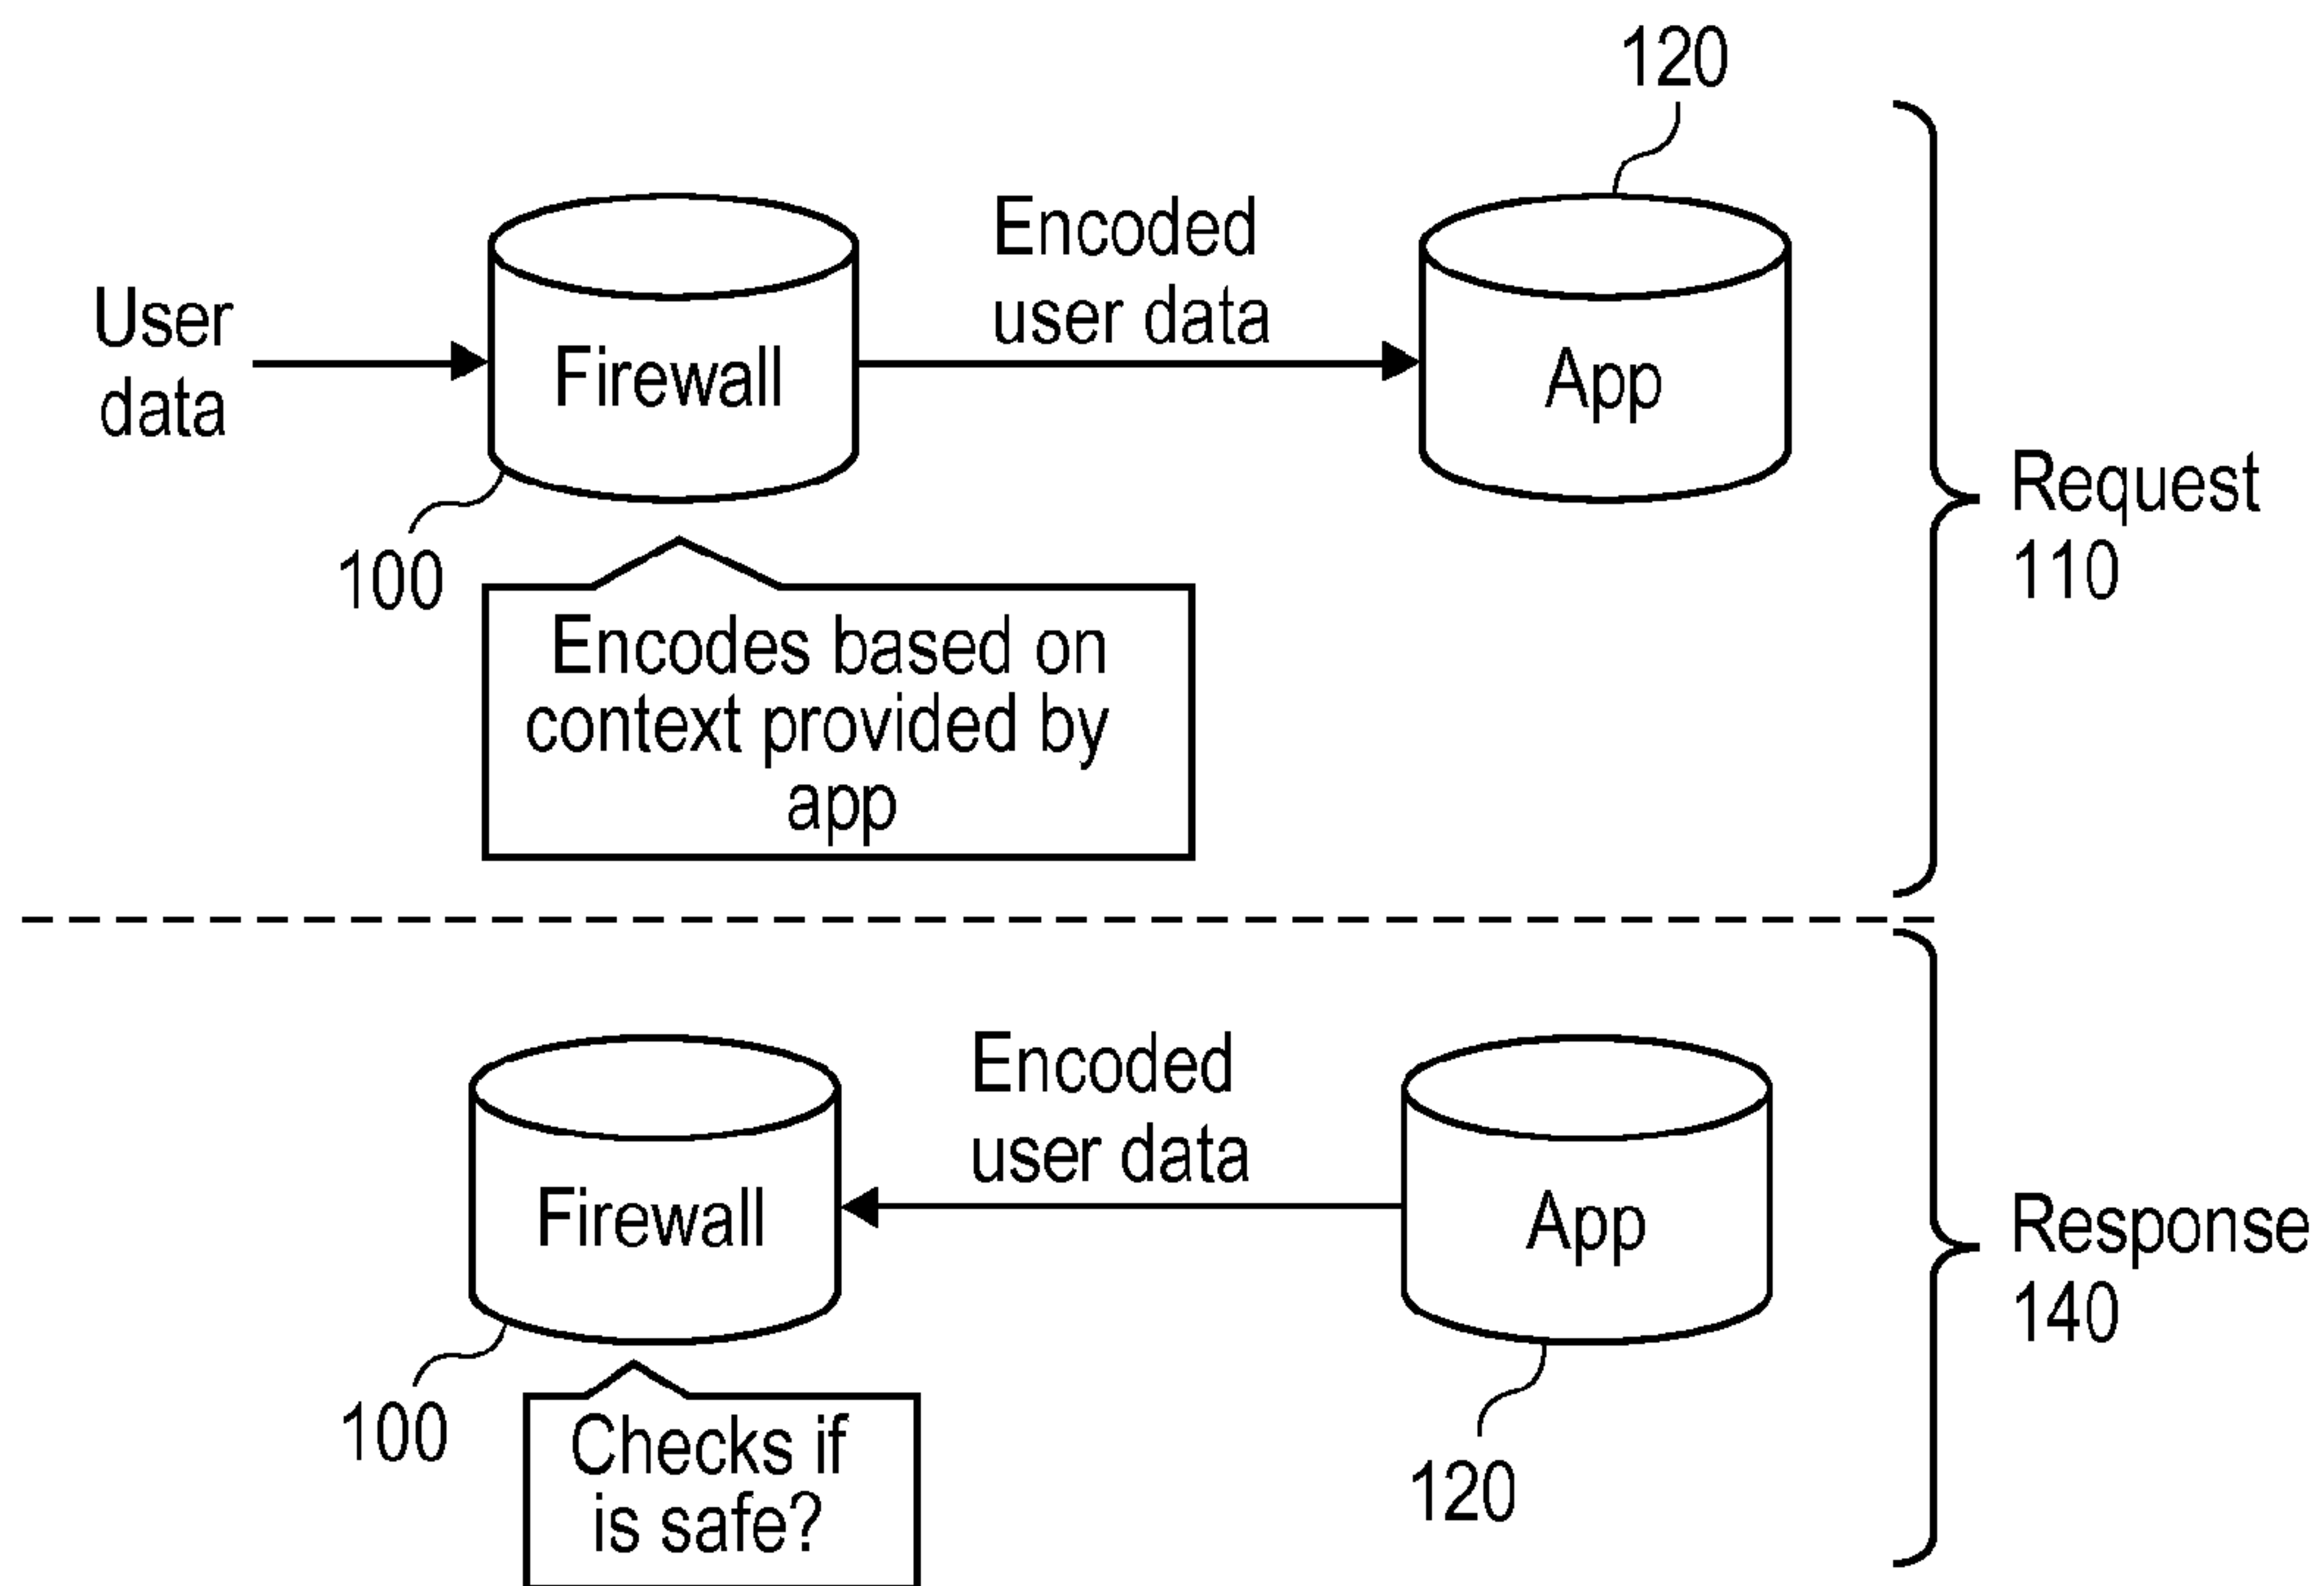 120
User
data
Firewall
Encoded
user data
App
100
Encodes based on
context provided by
app
Request
110
Firewall
Encoded
user data
App
100
Checks if
is safe?
120
Response
140